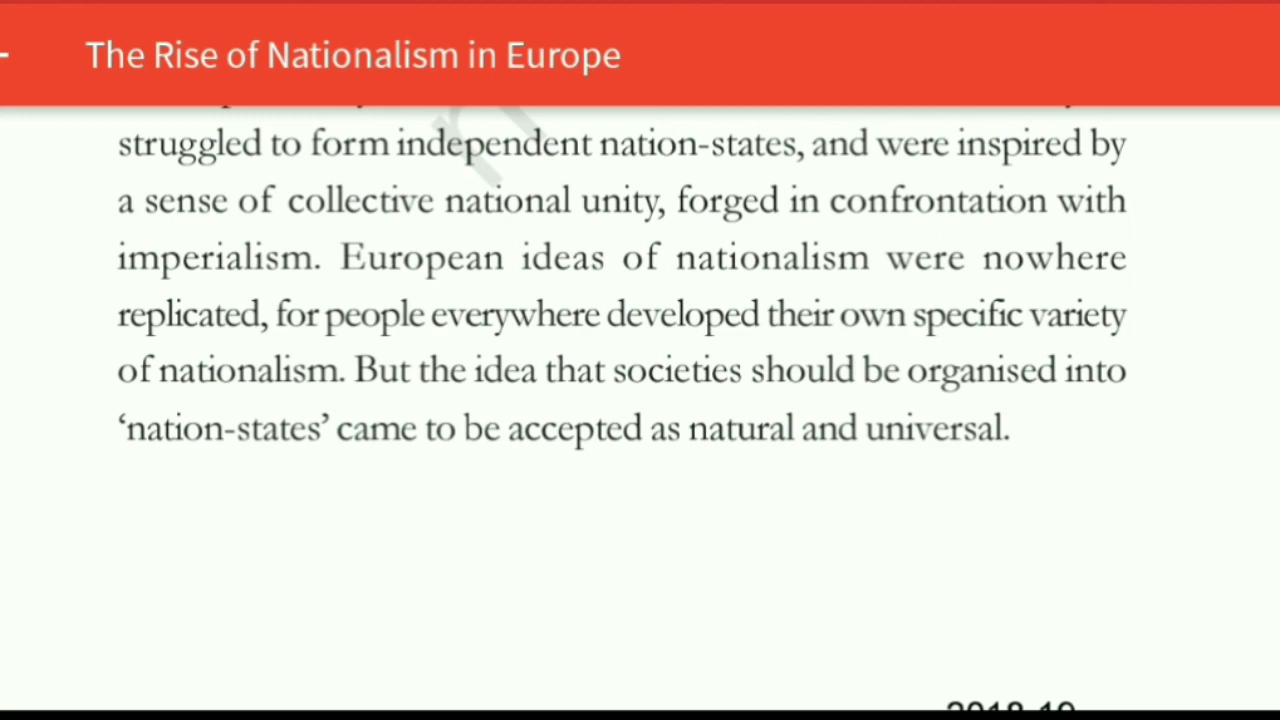 The Rise of Nationalism in Europe
struggled to form independent nation-states, and were inspired by
a sense of collective national unity, forged in confrontation with
imperialism. European ideas of nationalism were nowhere
replicated, for people everywhere developed their own specific variety
of nationalism. But the idea that societies should be organised into
‘nation-states’ came to be accepted as natural and universal.
2018-19